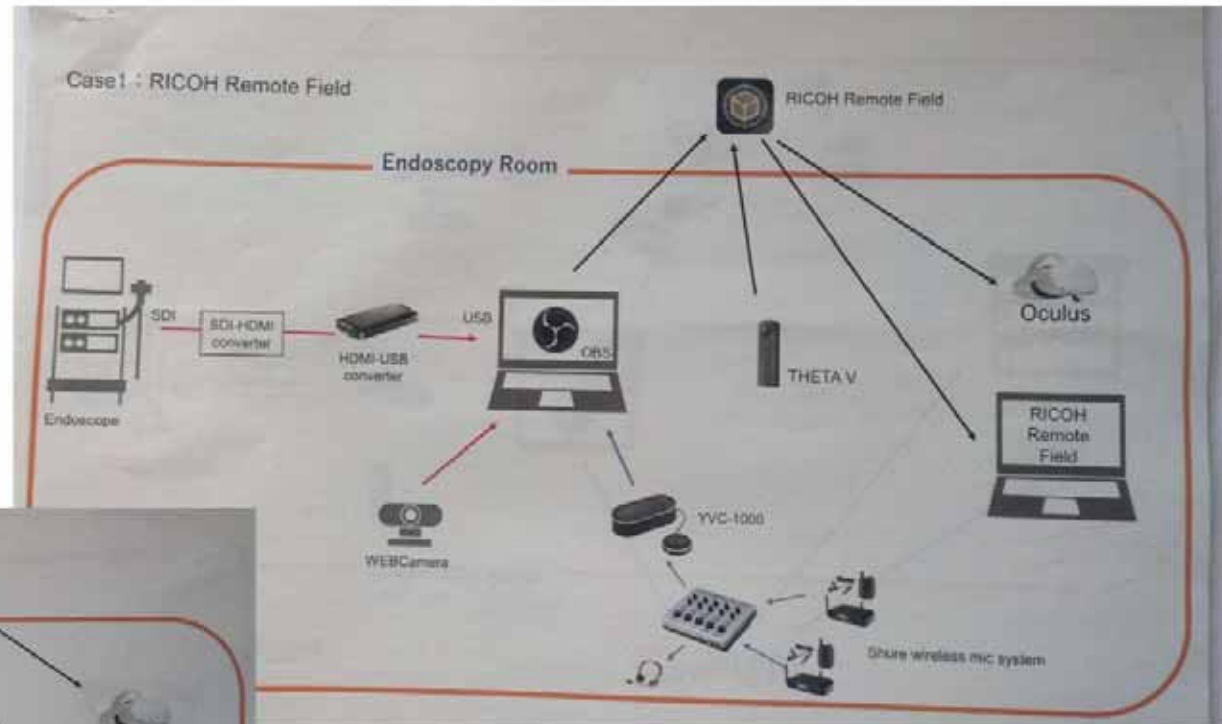 Case1 : RICOH Remote Field
RICOH Remote Field
Endoscopy Room
SDI
SDI-HDMI
converter
HDMI-USB
converter
USB
OBS
Endoscope
THETA V
Oculus
RICOH
Remote
Field
WEBCamera
YVC-1000
Shure wireless mic system